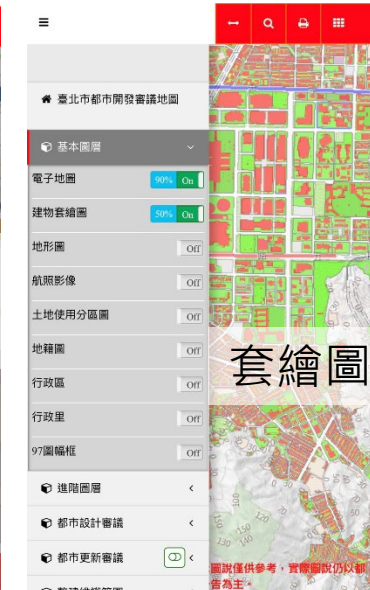 臺北市都市開發審議地圖
基本圖層
電子地圖 90% On
建物套繪圖 50% On
地形圖 Off
航照影像 Off
土地使用分區圖 Off
地籍圖 Off
行政區 Off
行政里 Off
97圖幅框 Off
進階圖層
都市設計審議
都市更新審議
套繪圖
圖說僅供參考，實際圖說仍以都
告為主。